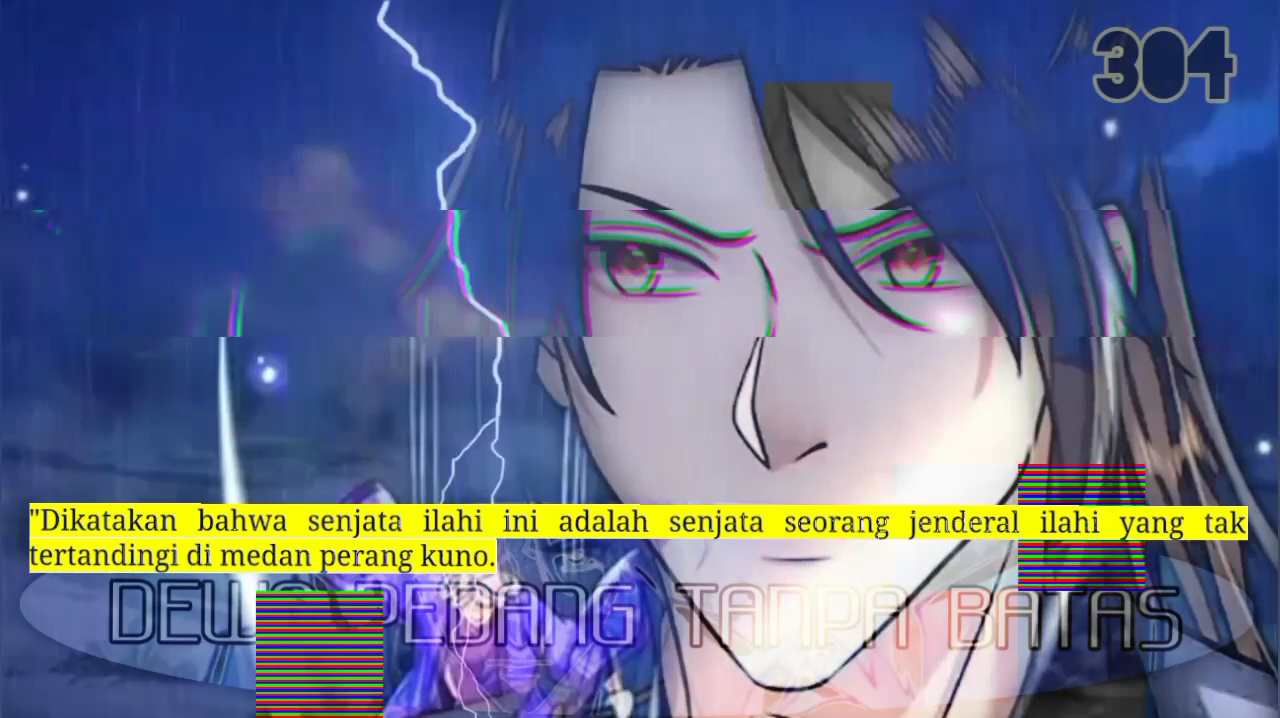 304
"Dikatakan bahwa senjata ilahi ini adalah senjata seorang jenderal ilahi yang tak
tertandingi di medan perang kuno.
DEWA PEDANG TANPA BATAS